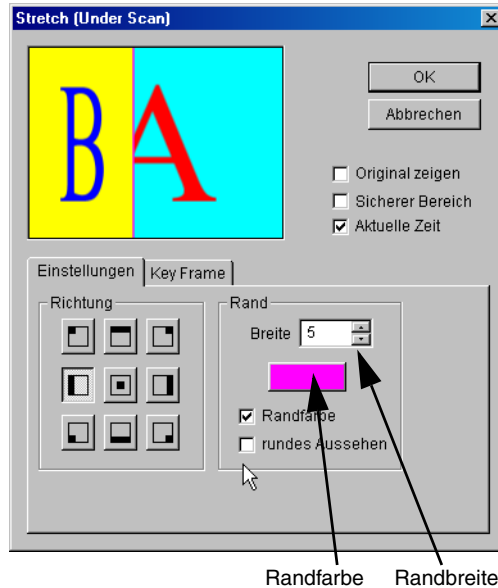 Stretch (Under Scan)
B A
OK
Abbrechen
Original zeigen
Sicherer Bereich
Aktuelle Zeit
Einstellungen Key Frame
Richtung
Rand
Breite 5
Randfarbe
rundes Aussehen
Randfarbe Randbreite